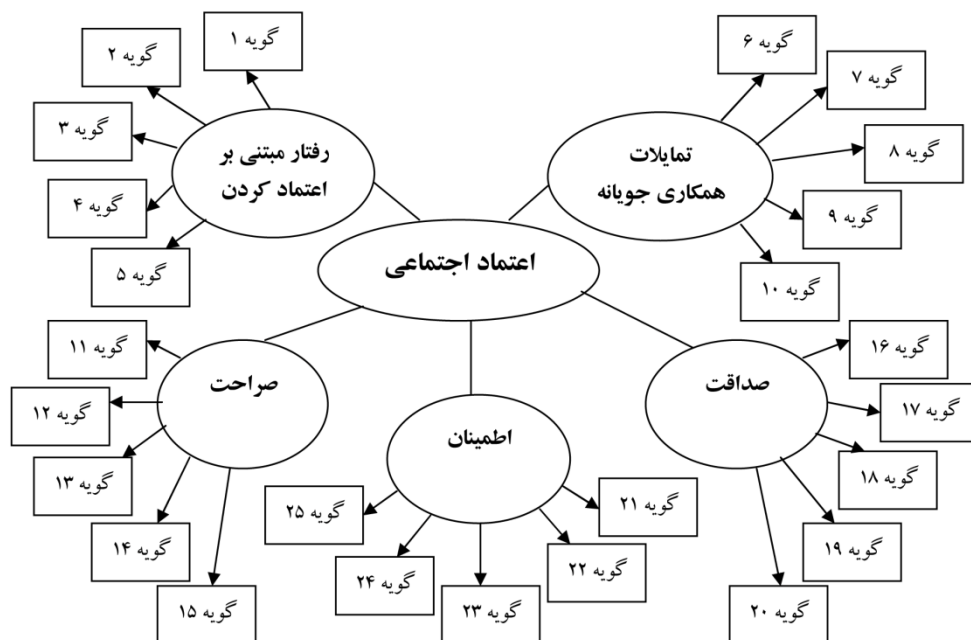 گویه ۱
گویه ۲
گویه ۳
گویه ۴
گویه ۵
رفتار مبتنی بر
اعتماد کردن
گویه ۶
گویه ۷
گویه ۸
گویه ۹
گویه ۱۰
تمایلات
همکاری جویانه
اعتماد اجتماعی
صراحت
گویه ۱۱
گویه ۱۲
گویه ۱۳
گویه ۱۴
گویه ۱۵
صداقت
گویه ۱۶
گویه ۱۷
گویه ۱۸
گویه ۱۹
گویه ۲۰
اطمینان
گویه ۲۱
گویه ۲۲
گویه ۲۳
گویه ۲۴
گویه ۲۵